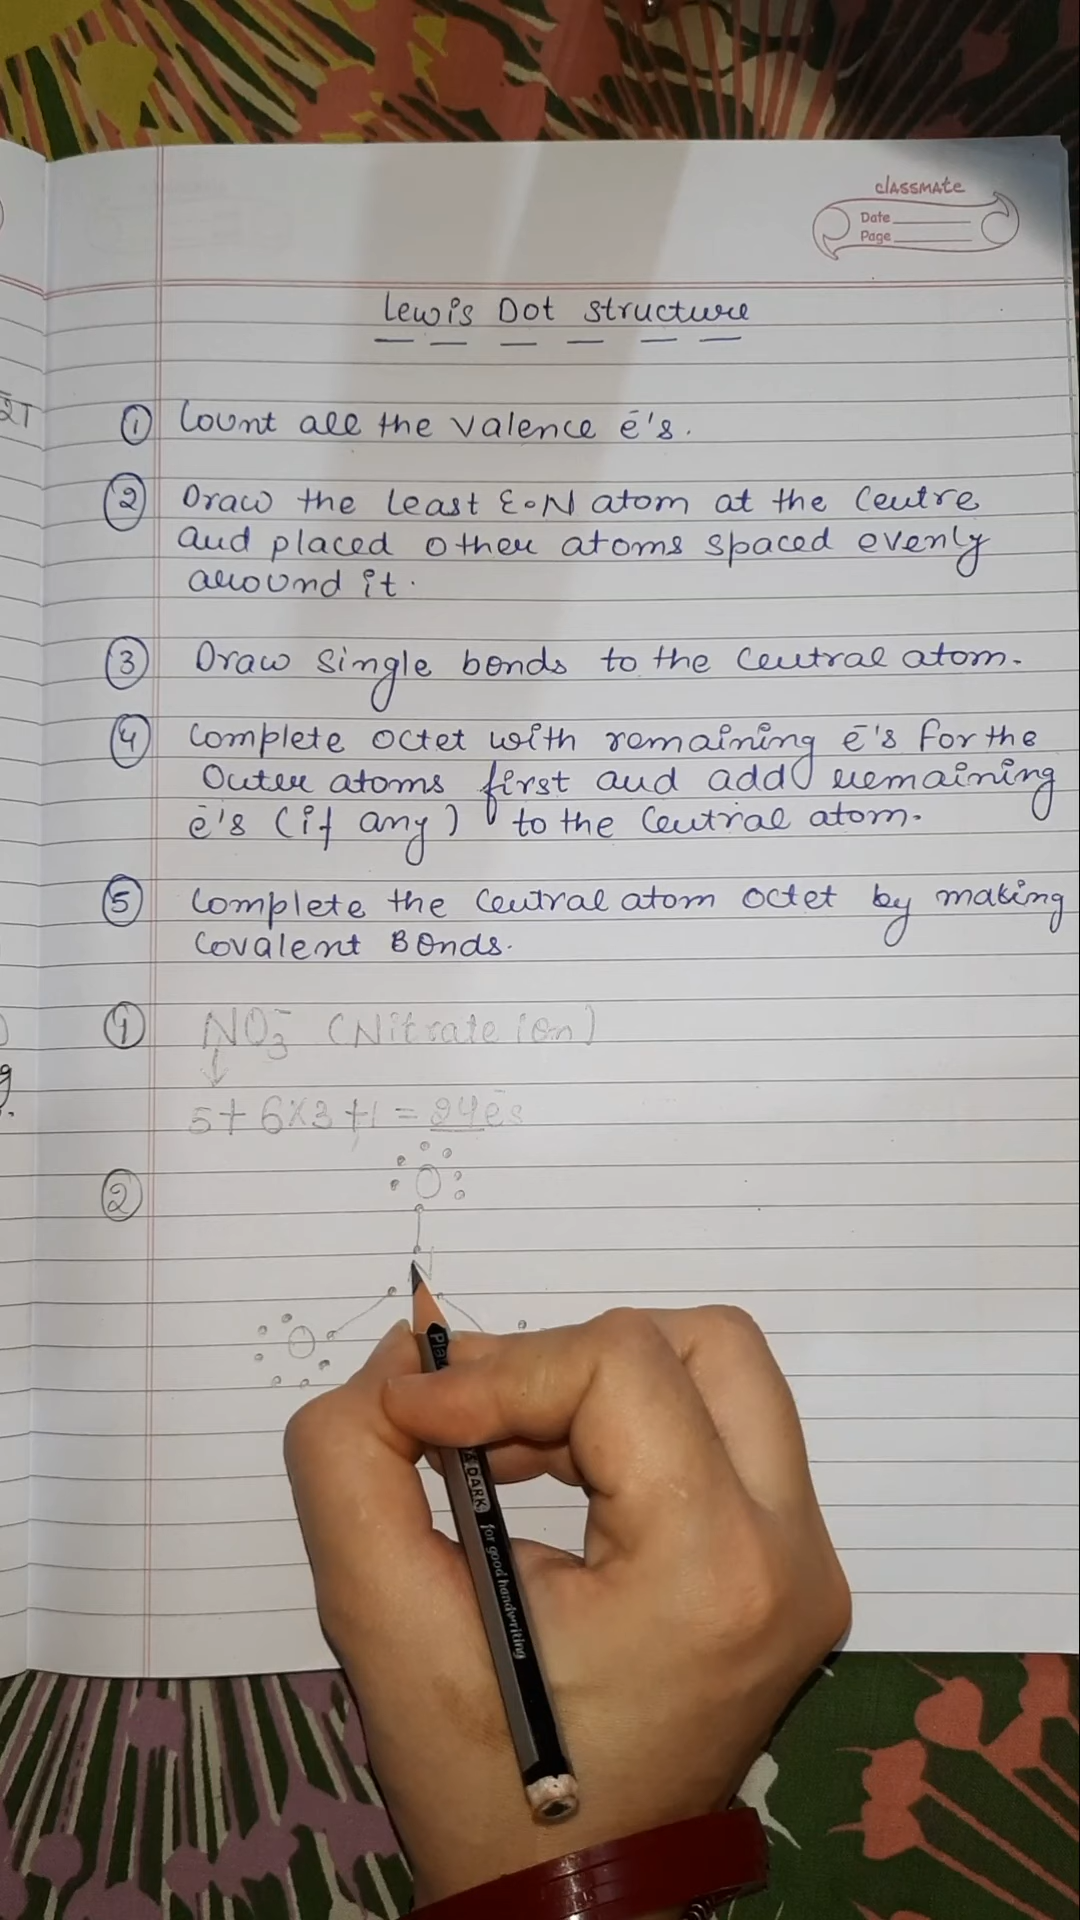 classmate
Date
Page
Lewis Dot structure
① Count all the valence ē's.
② Draw the least E.N atom at the centre
and placed other atoms spaced evenly
around it.
③ Draw single bonds to the central atom.
④ Complete octet with remaining ē's for the
Outer atoms first and add remaining
ē's (if any) to the central atom.
⑤ Complete the central atom octet by making
Covalent Bonds.
① NO₃⁻ (Nitrate ion)
5+ 6x3 +1 = 24ēs
②
O
N
O
DARK for good handwriting